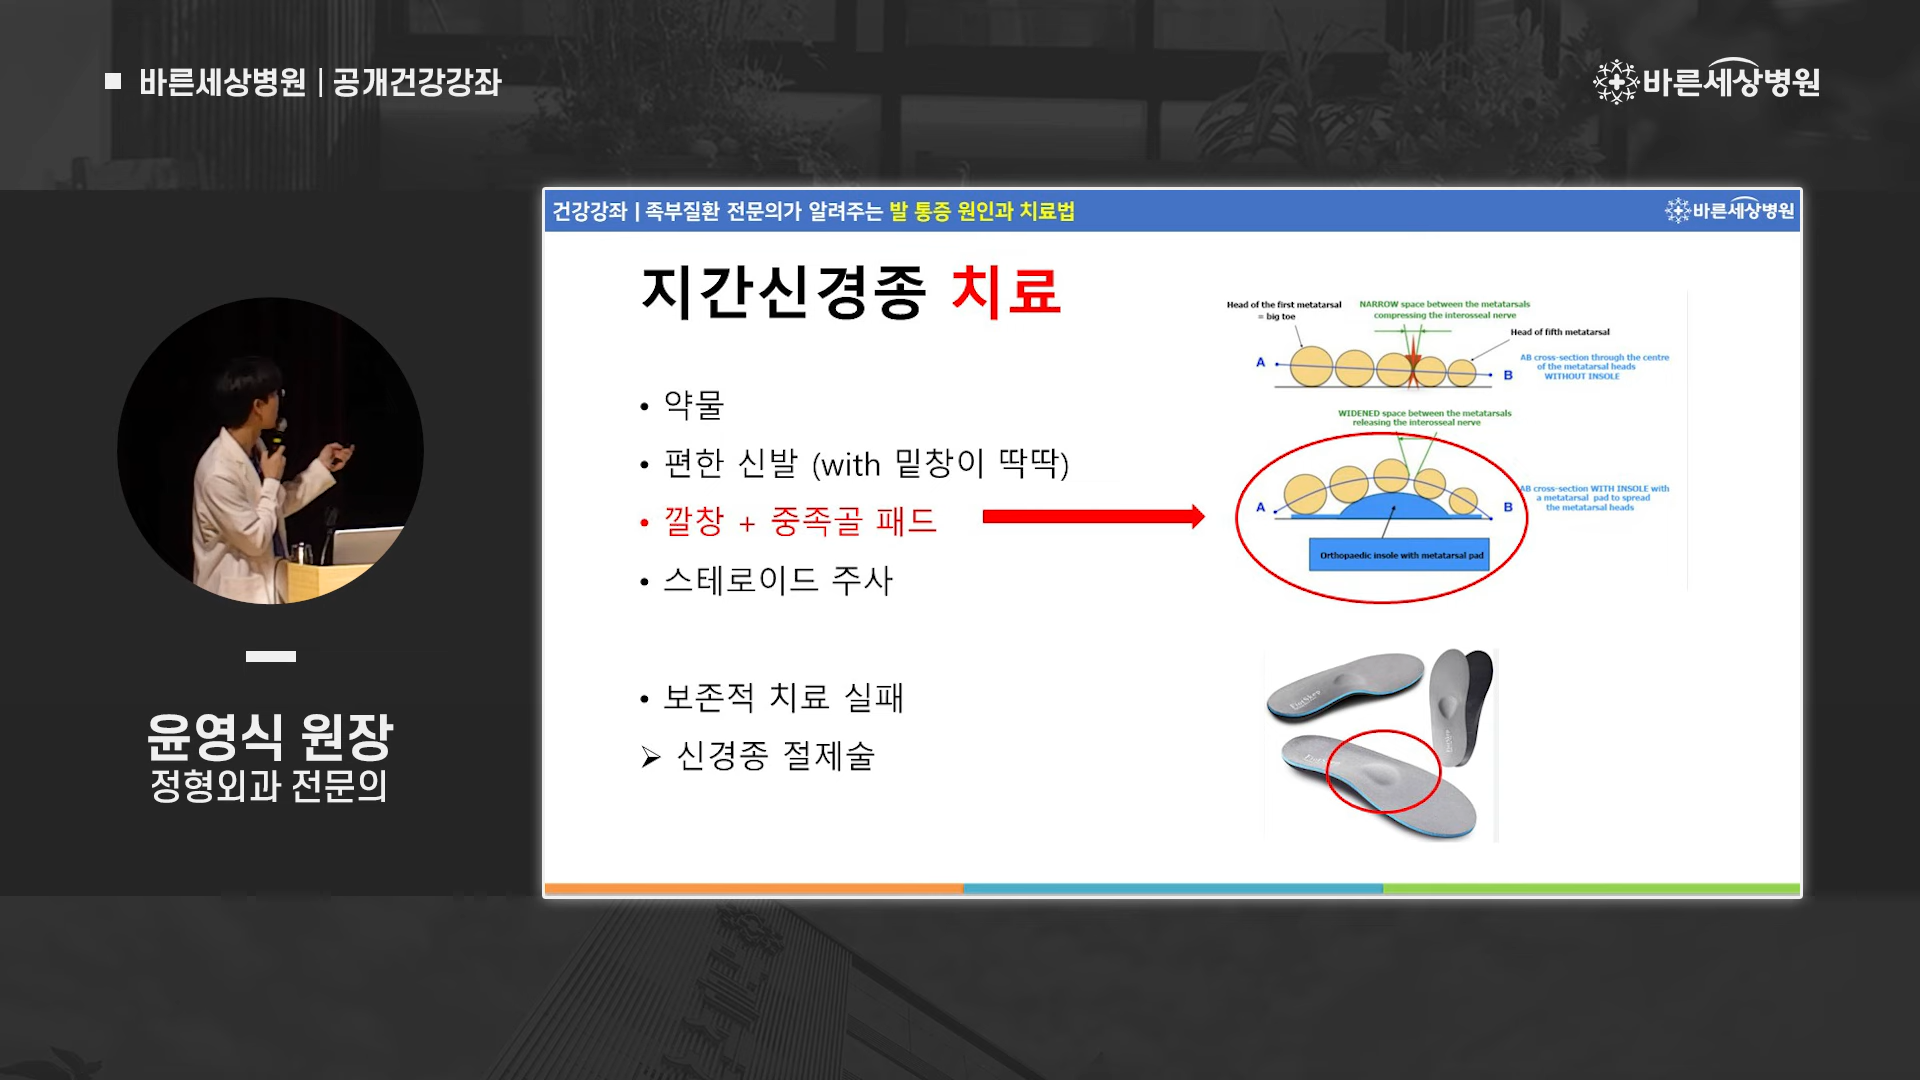 바른세상병원 | 공개건강강좌
바른세상병원
건강강좌 | 족부질환 전문의가 알려주는 발 통증 원인과 치료법
바른세상병원
지간신경종 치료
• 약물
• 편한 신발 (with 밑창이 딱딱)
• 깔창 + 중족골 패드
• 스테로이드 주사
• 보존적 치료 실패
➢ 신경종 절제술
Head of the first metatarsal
= big toe
NARROW space between the metatarsals
compressing the interosseal nerve
Head of fifth metatarsal
A
B
AB cross-section through the centre
of the metatarsal heads
WITHOUT INSOLE
WIDENED space between the metatarsals
releasing the interosseal nerve
A
B
AB cross-section WITH INSOLE with
a metatarsal pad to spread
the metatarsal heads
Orthopaedic insole with metatarsal pad
윤영식 원장
정형외과 전문의